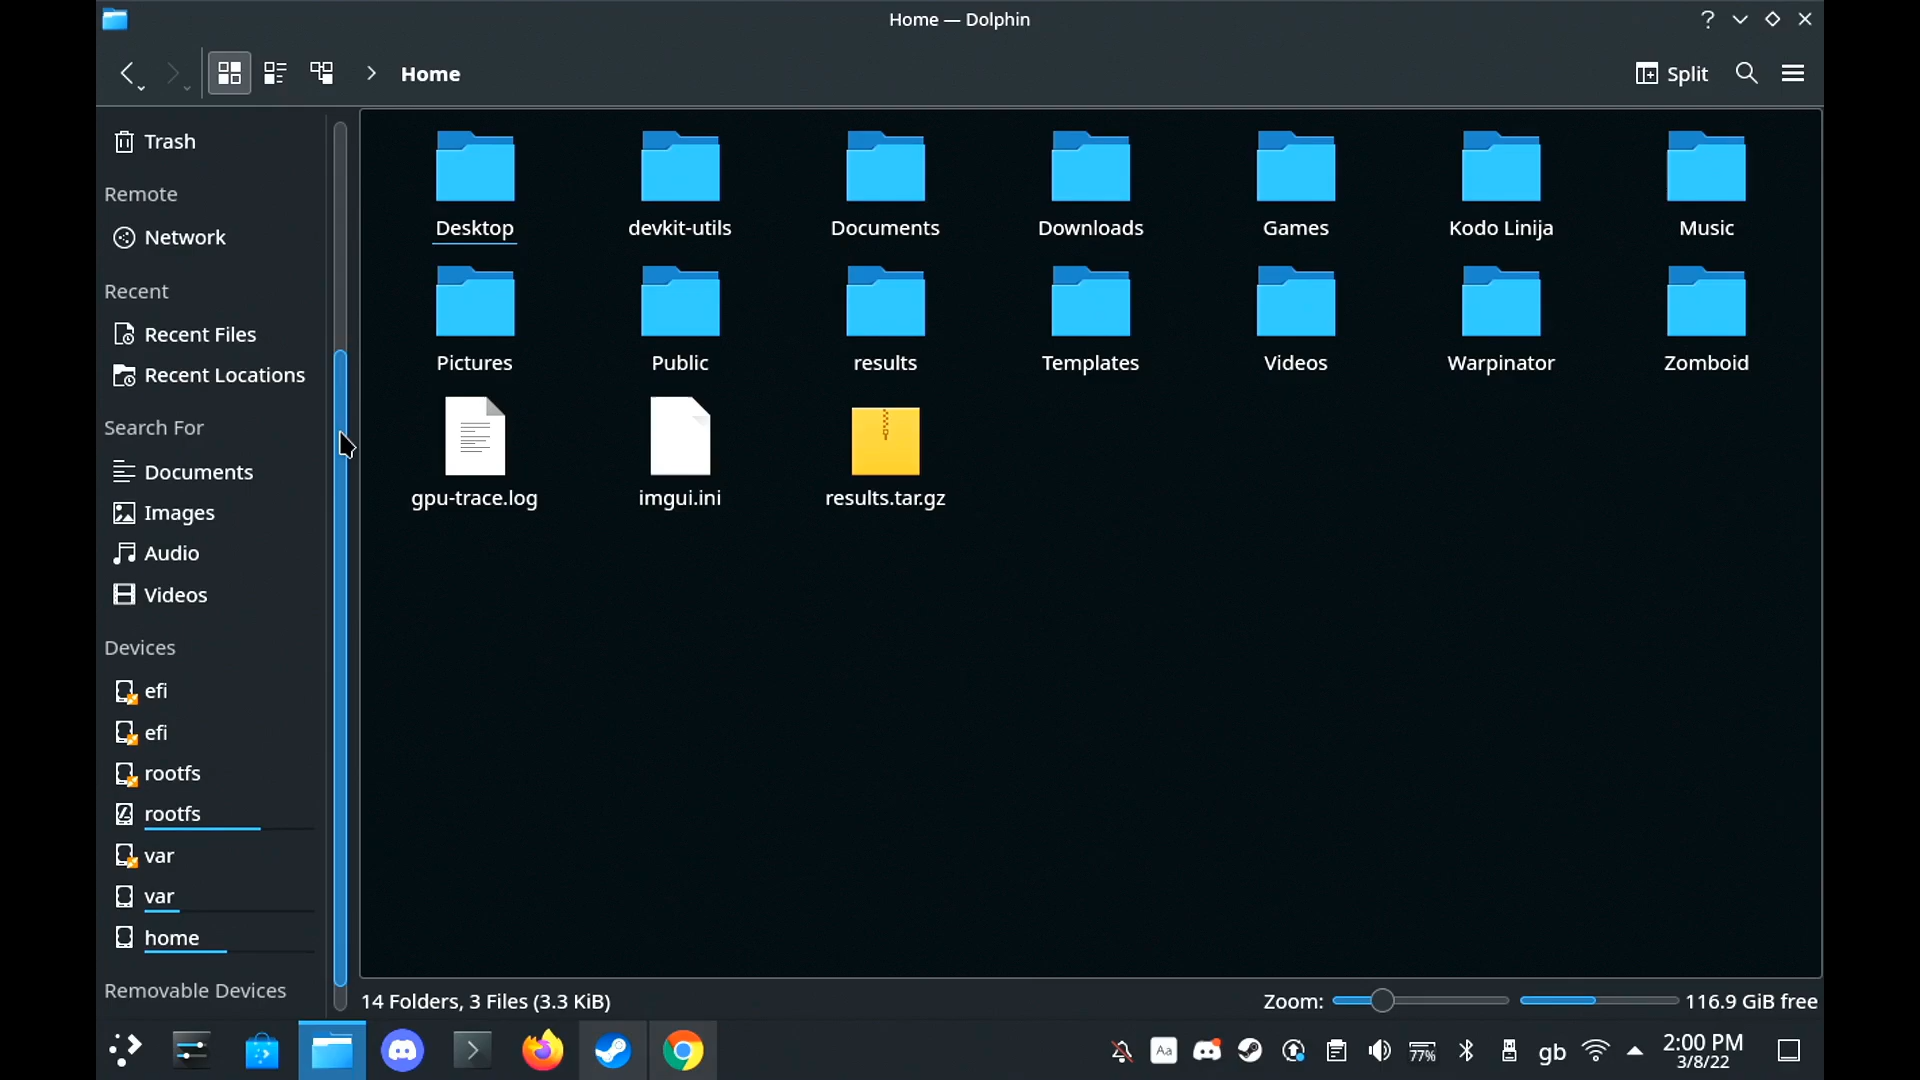 Home — Dolphin
Home
Split
Trash
Remote
Network
Recent
Recent Files
Recent Locations
Search For
Documents
Images
Audio
Videos
Devices
efi
efi
rootfs
rootfs
var
var
home
Removable Devices
Desktop
devkit-utils
Documents
Downloads
Games
Kodo Linija
Music
Pictures
Public
results
Templates
Videos
Warpinator
Zomboid
gpu-trace.log
imgui.ini
results.tar.gz
14 Folders, 3 Files (3.3 KiB)
Zoom:
116.9 GiB free
Aa
77%
gb
2:00 PM
3/8/22